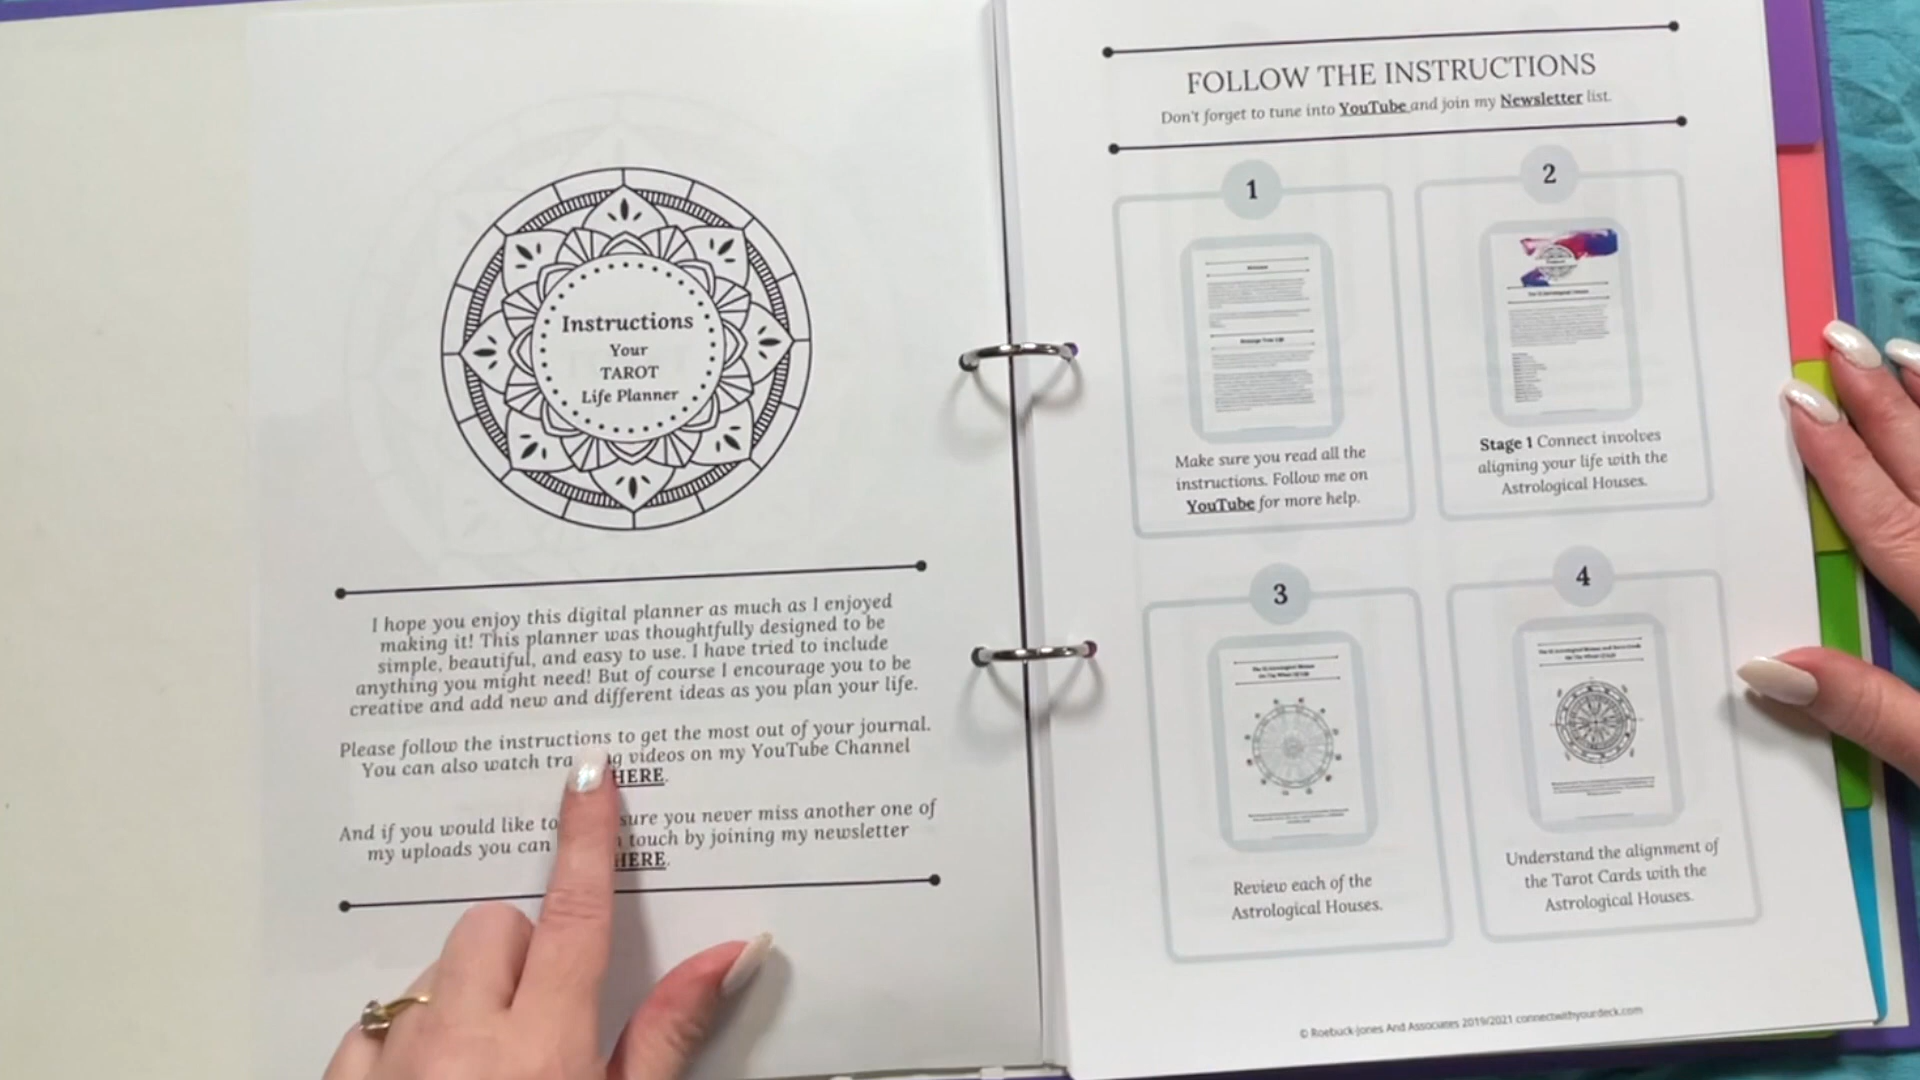 Instructions
Your
TAROT
Life Planner
I hope you enjoy this digital planner as much as I enjoyed
making it! This planner was thoughtfully designed to be
simple, beautiful, and easy to use. I have tried to include
anything you might need! But of course I encourage you to be
creative and add new and different ideas as you plan your life.
Please follow the instructions to get the most out of your journal.
You can also watch videos on my YouTube Channel
HERE.
And if you would like to sure you never miss another one of
my uploads you can touch by joining my newsletter
HERE.
FOLLOW THE INSTRUCTIONS
Don't forget to tune into YouTube and join my Newsletter list.
1
Make sure you read all the
instructions. Follow me on
YouTube for more help.
2
Stage 1 Connect involves
aligning your life with the
Astrological Houses.
3
Review each of the
Astrological Houses.
4
Understand the alignment of
the Tarot Cards with the
Astrological Houses.
© Roebuck-Jones And Associates 2019/2021 connectwithyourdeck.com